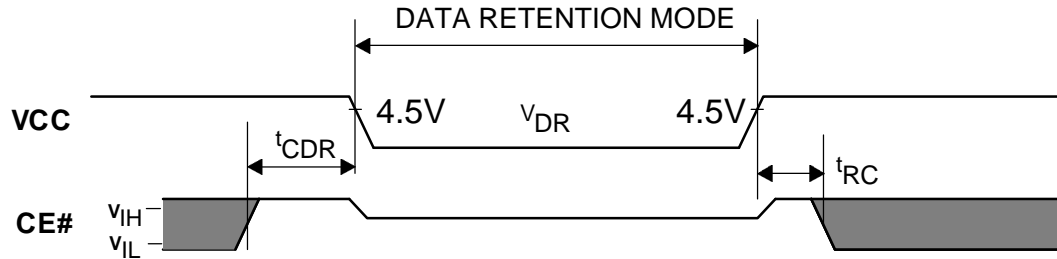 DATA RETENTION MODE
VCC
4.5V
VDR
4.5V
tCDR
tRC
CE#
VIH
VIL